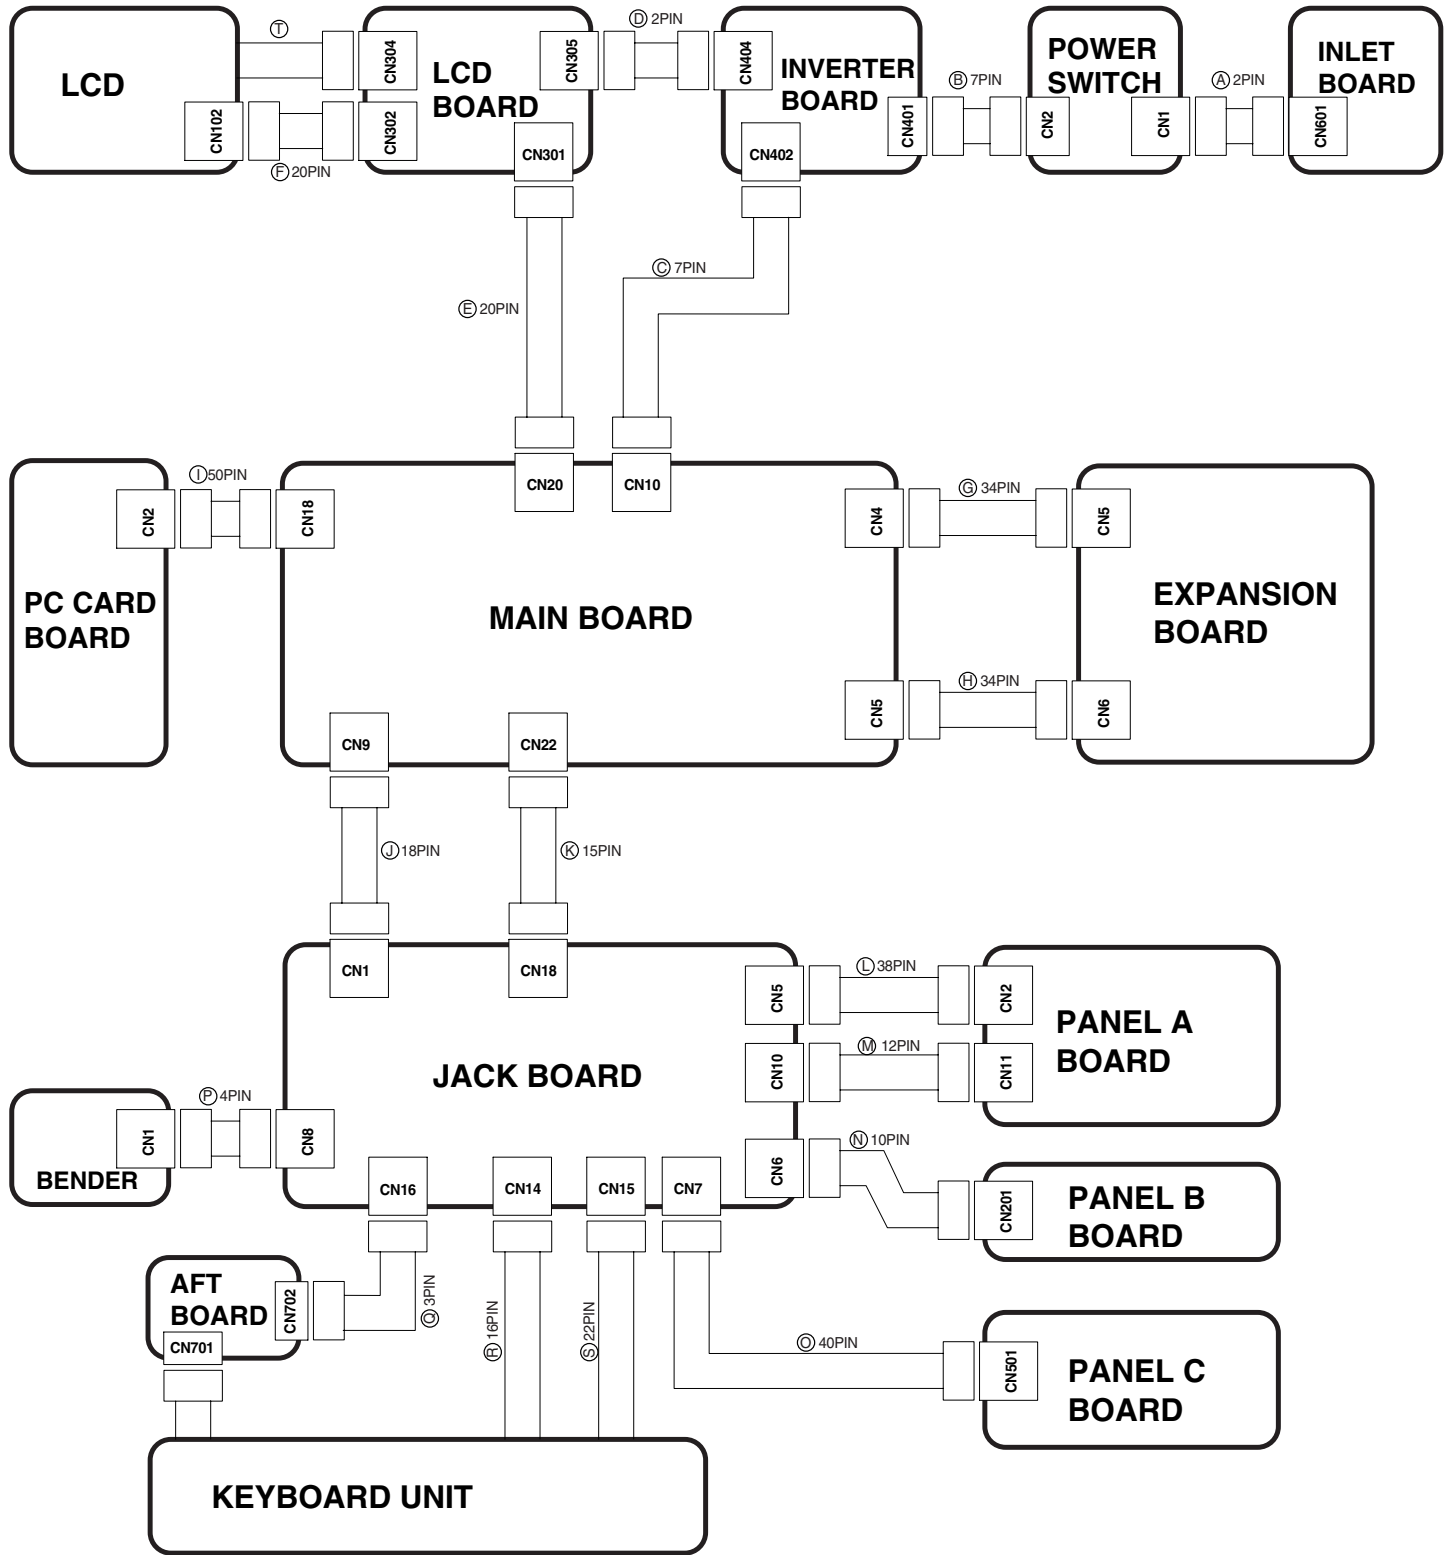 LCD
Ⓣ
CN304
CN102
CN302
Ⓕ 20PIN
LCD
BOARD
CN305
CN301
Ⓓ 2PIN
CN404
INVERTER
BOARD
CN401
CN402
Ⓑ 7PIN
POWER
SWITCH
CN2
CN1
Ⓐ 2PIN
INLET
BOARD
CN601
Ⓔ 20PIN
Ⓒ 7PIN
PC CARD
BOARD
CN2
Ⓘ 50PIN
CN18
CN20
CN10
CN4
MAIN BOARD
CN5
CN9
CN22
Ⓖ 34PIN
CN5
Ⓗ 34PIN
CN6
EXPANSION
BOARD
Ⓙ 18PIN
Ⓚ 15PIN
CN1
CN18
CN5
Ⓛ 38PIN
CN2
JACK BOARD
CN10
Ⓜ 12PIN
CN11
PANEL A
BOARD
BENDER
CN1
Ⓟ 4PIN
CN8
CN16
CN14
CN15
CN7
CN6
Ⓝ 10PIN
CN201
PANEL B
BOARD
AFT
BOARD
CN702
CN701
Ⓠ 3PIN
Ⓡ 16PIN
Ⓢ 22PIN
Ⓞ 40PIN
CN501
PANEL C
BOARD
KEYBOARD UNIT